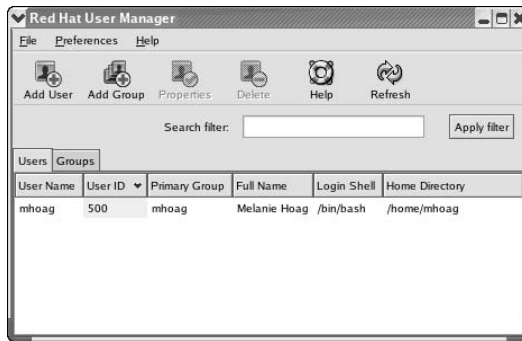 Red Hat User Manager
File Preferences Help
Add User Add Group Properties Delete Help Refresh
Search filter: Apply filter
Users Groups
User Name User ID Primary Group Full Name Login Shell Home Directory
mhoag 500 mhoag Melanie Hoag /bin/bash /home/mhoag